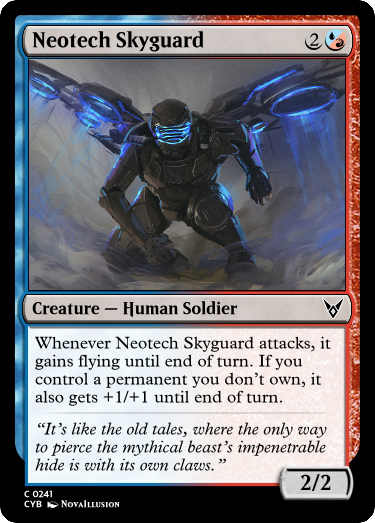 Neotech Skyguard 2
Creature — Human Soldier
Whenever Neotech Skyguard attacks, it
gains flying until end of turn. If you
control a permanent you don't own, it
also gets +1/+1 until end of turn.
“It's like the old tales, where the only way
to pierce the mythical beast's impenetrable
hide is with its own claws.”
2/2
C 0241
CYB NovaIllusion